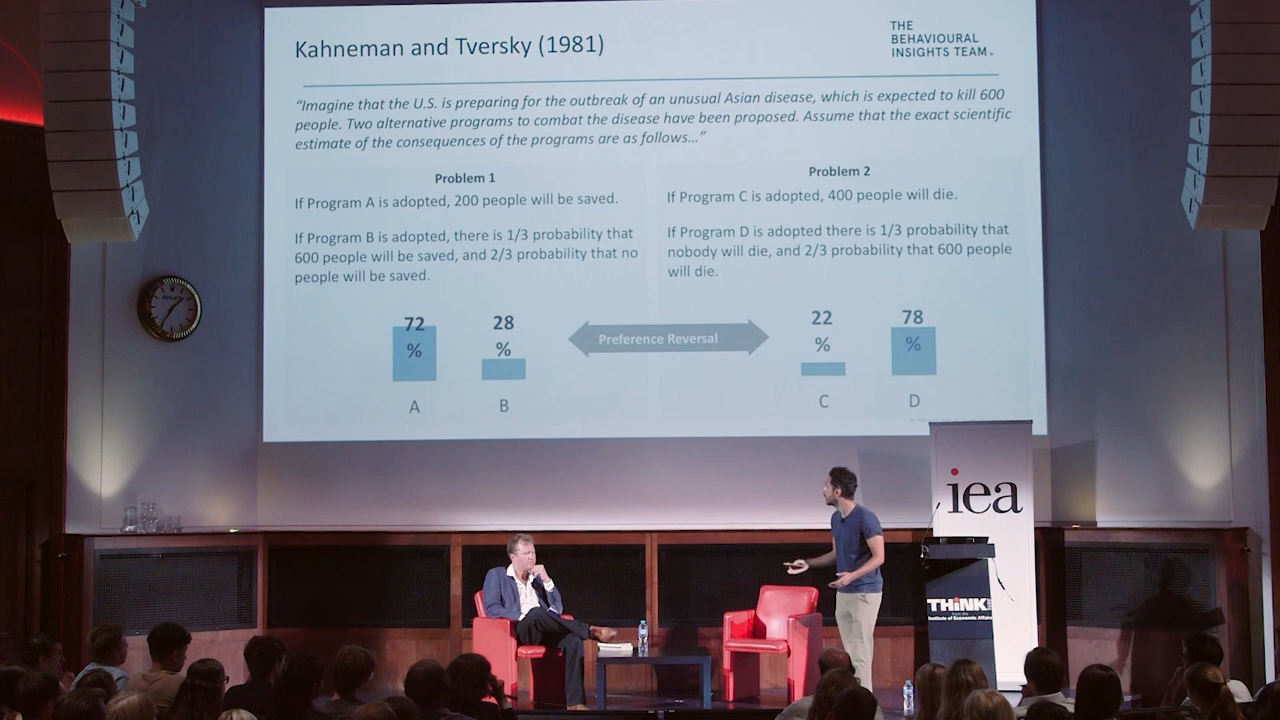 Kahneman and Tversky (1981)
THE
BEHAVIOURAL
INSIGHTS TEAM.
“Imagine that the U.S. is preparing for the outbreak of an unusual Asian disease, which is expected to kill 600
people. Two alternative programs to combat the disease have been proposed. Assume that the exact scientific
estimate of the consequences of the programs are as follows...”
Problem 1
If Program A is adopted, 200 people will be saved.
If Program B is adopted, there is 1/3 probability that
600 people will be saved, and 2/3 probability that no
people will be saved.
Problem 2
If Program C is adopted, 400 people will die.
If Program D is adopted there is 1/3 probability that
nobody will die, and 2/3 probability that 600 people
will die.
72
%
28
%
Preference Reversal
22
%
78
%
A
B
C
D
iea
THiNK
Institute of Economic Affairs